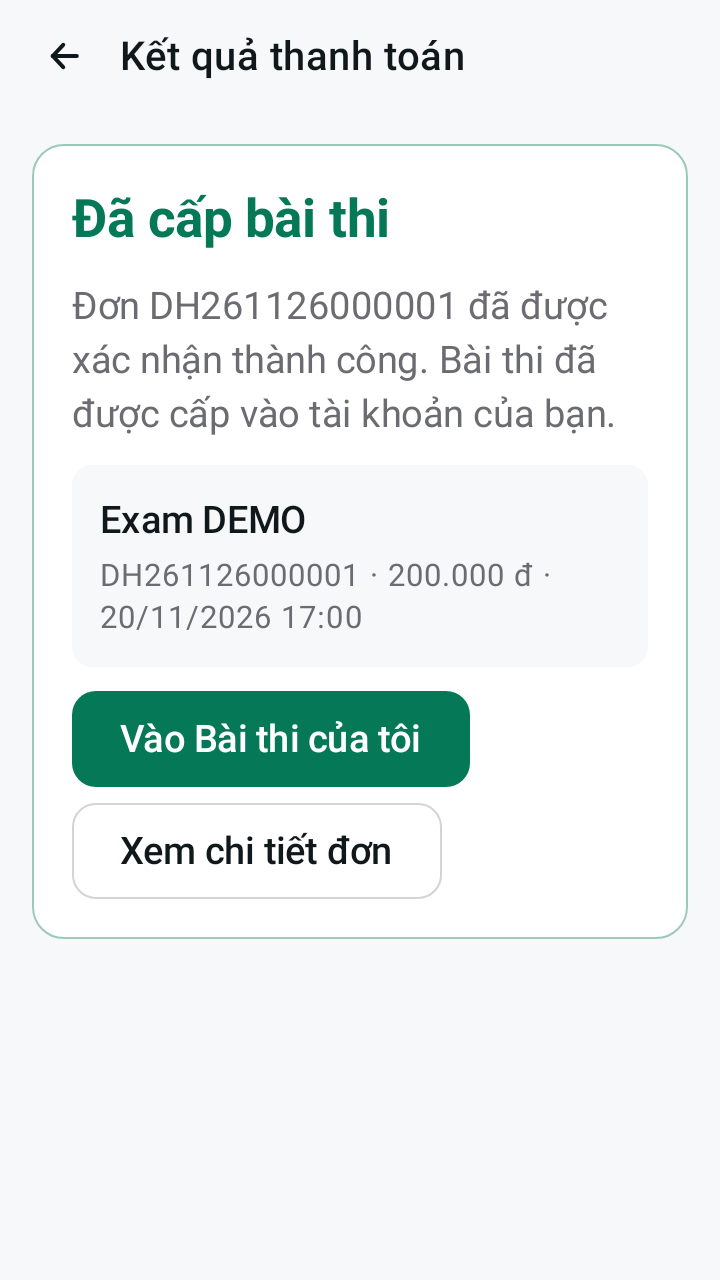 Kết quả thanh toán
Đã cấp bài thi
Đơn DH261126000001 đã được
xác nhận thành công. Bài thi đã
được cấp vào tài khoản của bạn.
Exam DEMO
DH261126000001 · 200.000 đ ·
20/11/2026 17:00
Vào Bài thi của tôi
Xem chi tiết đơn